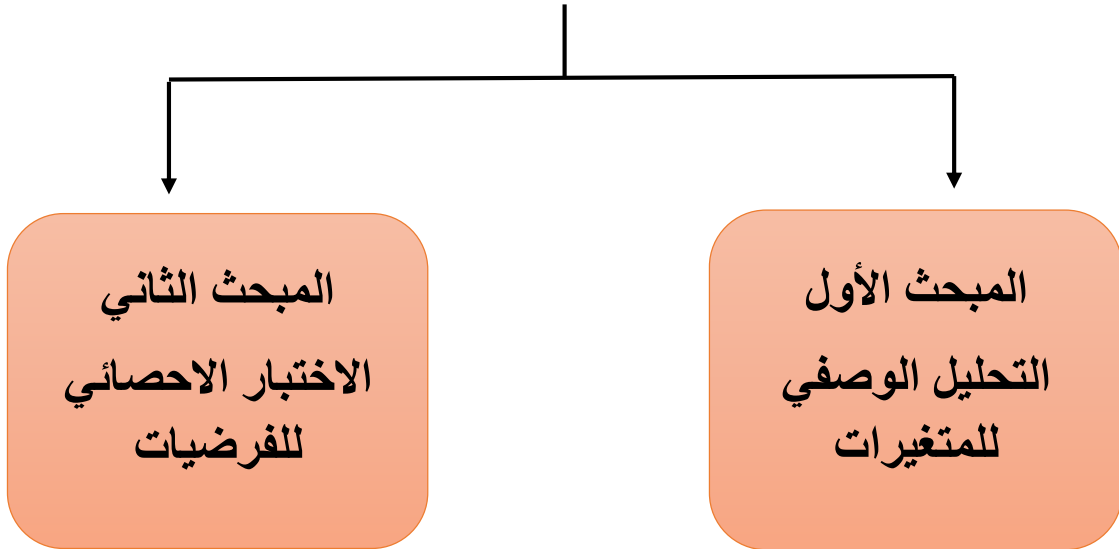 المبحث الأول
التحليل الوصفي
للمتغيرات
المبحث الثاني
الاختبار الاحصائي
للفرضيات